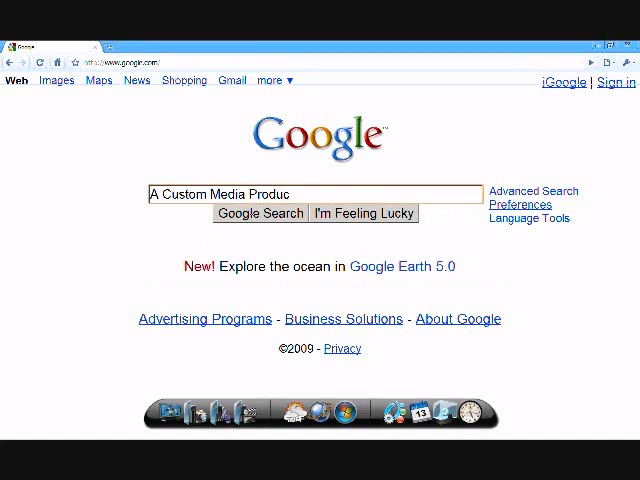 Google
http://www.google.com/
Web Images Maps News Shopping Gmail more ▼
iGoogle | Sign in
Google™
A Custom Media Produc
Advanced Search
Preferences
Language Tools
Google Search I'm Feeling Lucky
New! Explore the ocean in Google Earth 5.0
Advertising Programs - Business Solutions - About Google
©2009 - Privacy
13